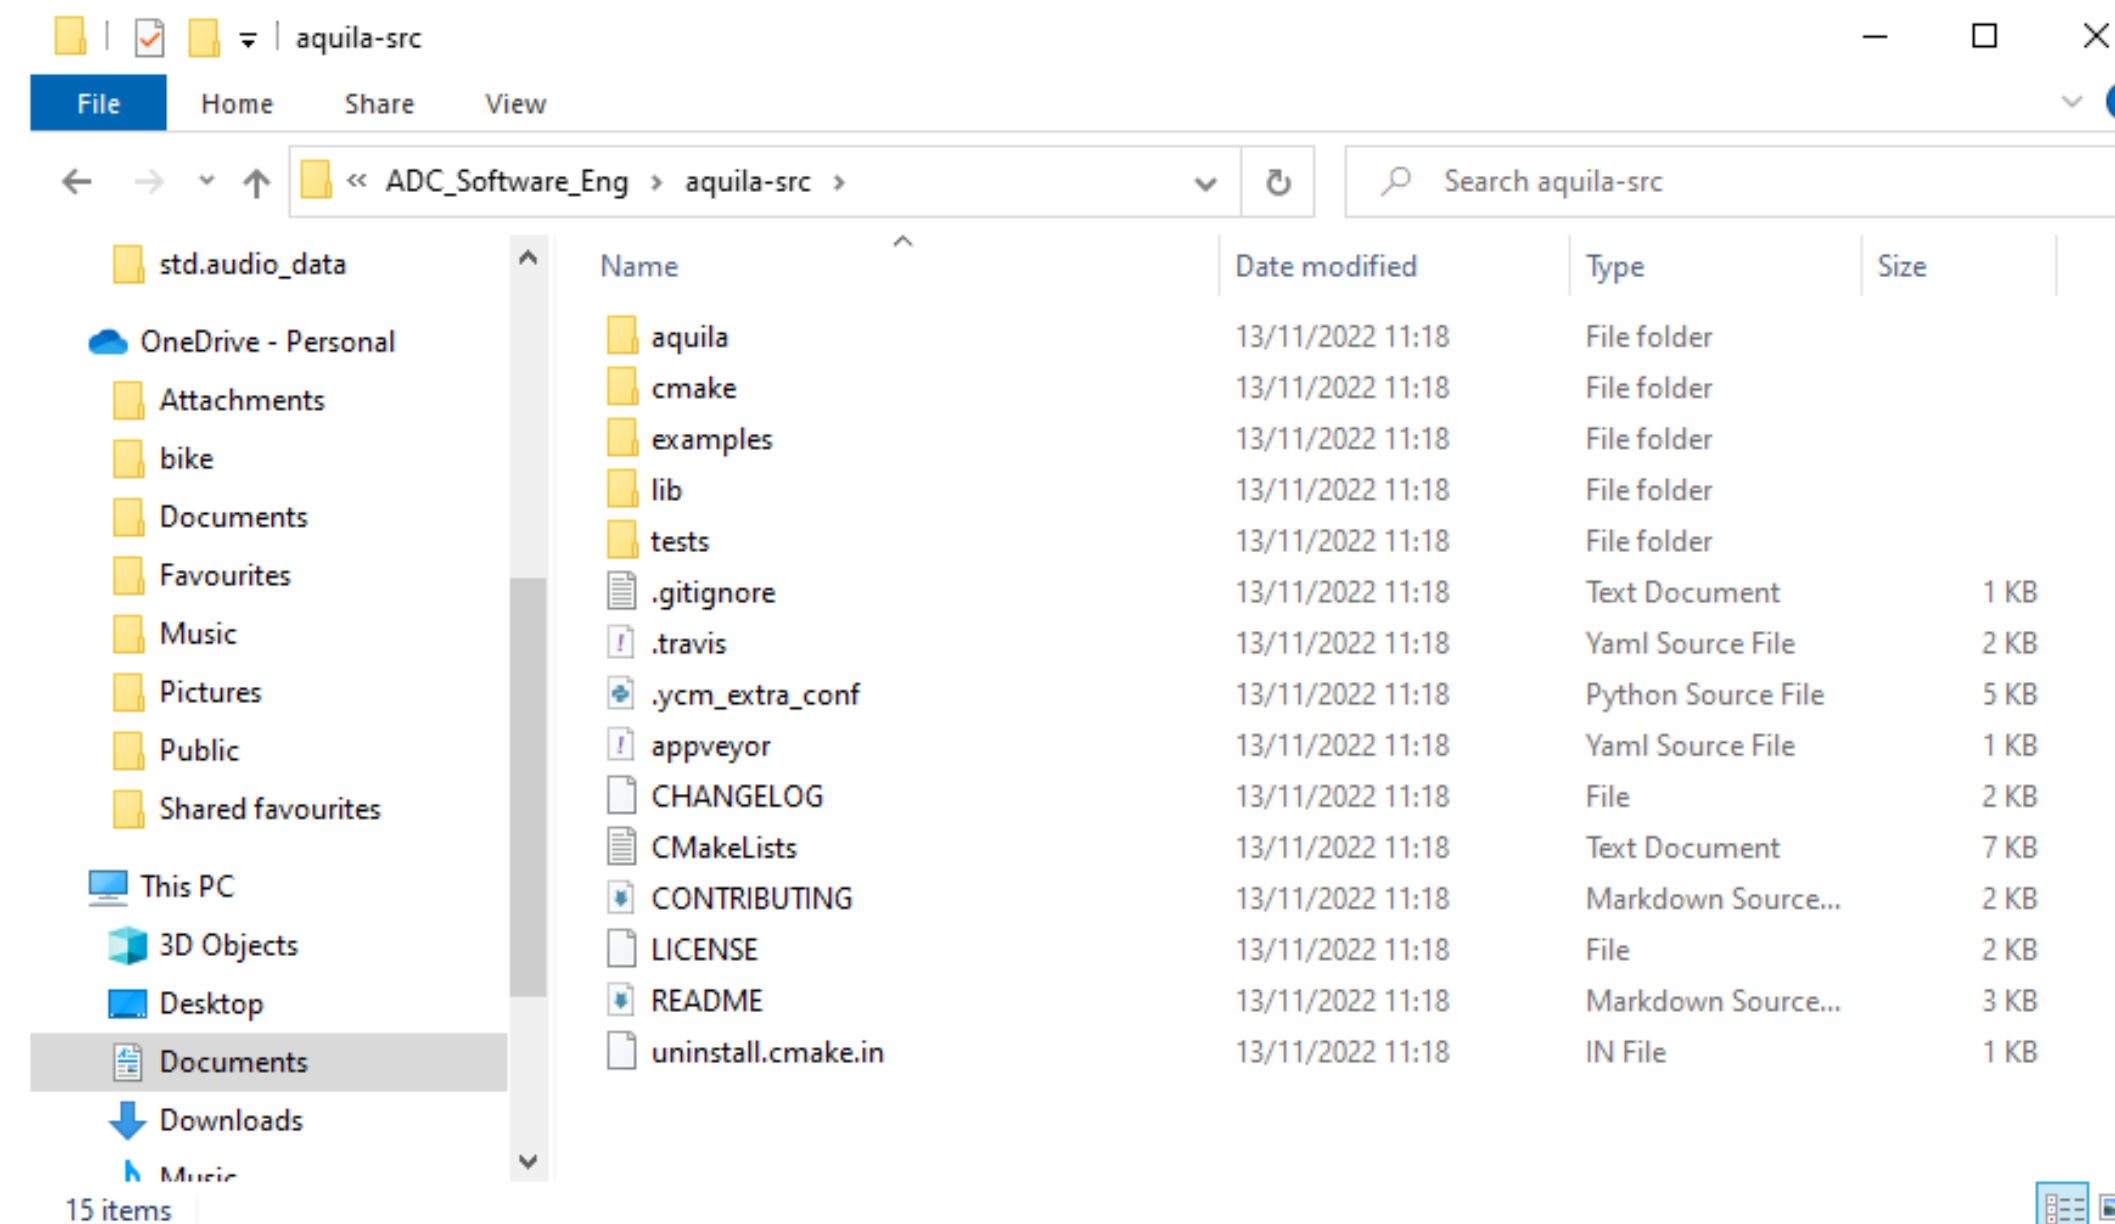 aquila-src
File Home Share View
« ADC_Software_Eng > aquila-src > Search aquila-src
std.audio_data
OneDrive - Personal
Attachments
bike
Documents
Favourites
Music
Pictures
Public
Shared favourites
This PC
3D Objects
Desktop
Documents
Downloads
Music
Name Date modified Type Size
aquila 13/11/2022 11:18 File folder
cmake 13/11/2022 11:18 File folder
examples 13/11/2022 11:18 File folder
lib 13/11/2022 11:18 File folder
tests 13/11/2022 11:18 File folder
.gitignore 13/11/2022 11:18 Text Document 1 KB
.travis 13/11/2022 11:18 Yaml Source File 2 KB
.ycm_extra_conf 13/11/2022 11:18 Python Source File 5 KB
appveyor 13/11/2022 11:18 Yaml Source File 1 KB
CHANGELOG 13/11/2022 11:18 File 2 KB
CMakeLists 13/11/2022 11:18 Text Document 7 KB
CONTRIBUTING 13/11/2022 11:18 Markdown Source... 2 KB
LICENSE 13/11/2022 11:18 File 2 KB
README 13/11/2022 11:18 Markdown Source... 3 KB
uninstall.cmake.in 13/11/2022 11:18 IN File 1 KB
15 items